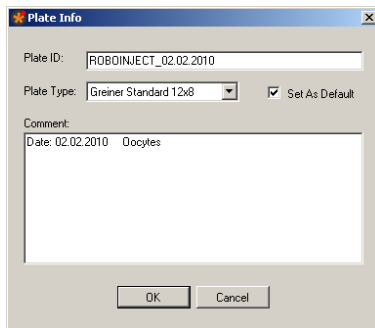 Plate Info
Plate ID: ROBOINJECT_02.02.2010
Plate Type: Greiner Standard 12x8 Set As Default
Comment:
Date: 02.02.2010 Oocytes
OK Cancel